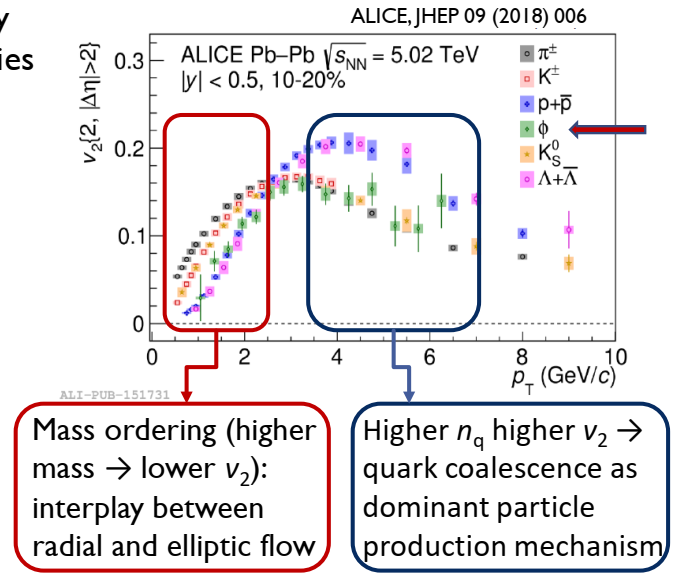 y
ies
ALICE, JHEP 09 (2018) 006
ALICE Pb–Pb √sNN = 5.02 TeV
|y| < 0.5, 10-20%
π±
K±
p+p̅
ϕ
K0S
Λ+Λ̅
v2{2, |Δη|>2}
0.3
0.2
0.1
0
0 2 4 6 8 10
pT (GeV/c)
ALI-PUB-151731
Mass ordering (higher
mass → lower v2):
interplay between
radial and elliptic flow
Higher nq higher v2 →
quark coalescence as
dominant particle
production mechanism